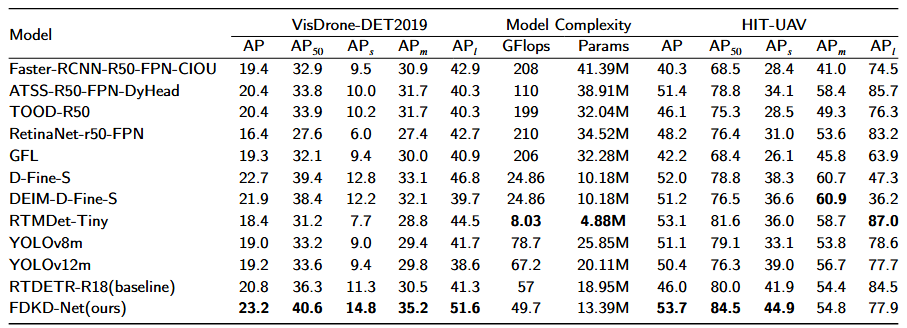 Model VisDrone-DET2019 Model Complexity HIT-UAV
AP AP50 APs APm APl GFlops Params AP AP50 APs APm APl
Faster-RCNN-R50-FPN-CIOU 19.4 32.9 9.5 30.9 42.9 208 41.39M 40.3 68.5 28.4 41.0 74.5
ATSS-R50-FPN-DyHead 20.4 33.8 10.0 31.7 40.3 110 38.91M 51.4 78.8 34.1 58.4 85.7
TOOD-R50 20.4 33.9 10.2 31.7 40.3 199 32.04M 46.1 75.3 28.5 49.3 76.3
RetinaNet-r50-FPN 16.4 27.6 6.0 27.4 42.7 210 34.52M 48.2 76.4 31.0 53.6 83.2
GFL 19.3 32.1 9.4 30.0 40.9 206 32.28M 42.2 68.4 26.1 45.8 63.9
D-Fine-S 22.7 39.4 12.8 33.1 46.8 24.86 10.18M 52.0 78.8 38.3 60.7 47.3
DEIM-D-Fine-S 21.9 38.4 12.2 32.1 39.7 24.86 10.18M 51.2 76.5 36.6 60.9 36.2
RTMDet-Tiny 18.4 31.2 7.7 28.8 44.5 8.03 4.88M 53.1 81.6 36.0 58.7 87.0
YOLOv8m 19.0 33.2 9.0 29.4 41.7 78.7 25.85M 51.1 79.1 33.1 53.8 78.6
YOLOv12m 19.2 33.6 9.4 29.8 38.6 67.2 20.11M 50.4 76.3 39.0 56.7 77.7
RTDETR-R18(baseline) 20.8 36.3 11.3 30.5 41.3 57 18.95M 46.0 80.0 41.9 54.4 84.5
FDKD-Net(ours) 23.2 40.6 14.8 35.2 51.6 49.7 13.39M 53.7 84.5 44.9 54.8 77.9